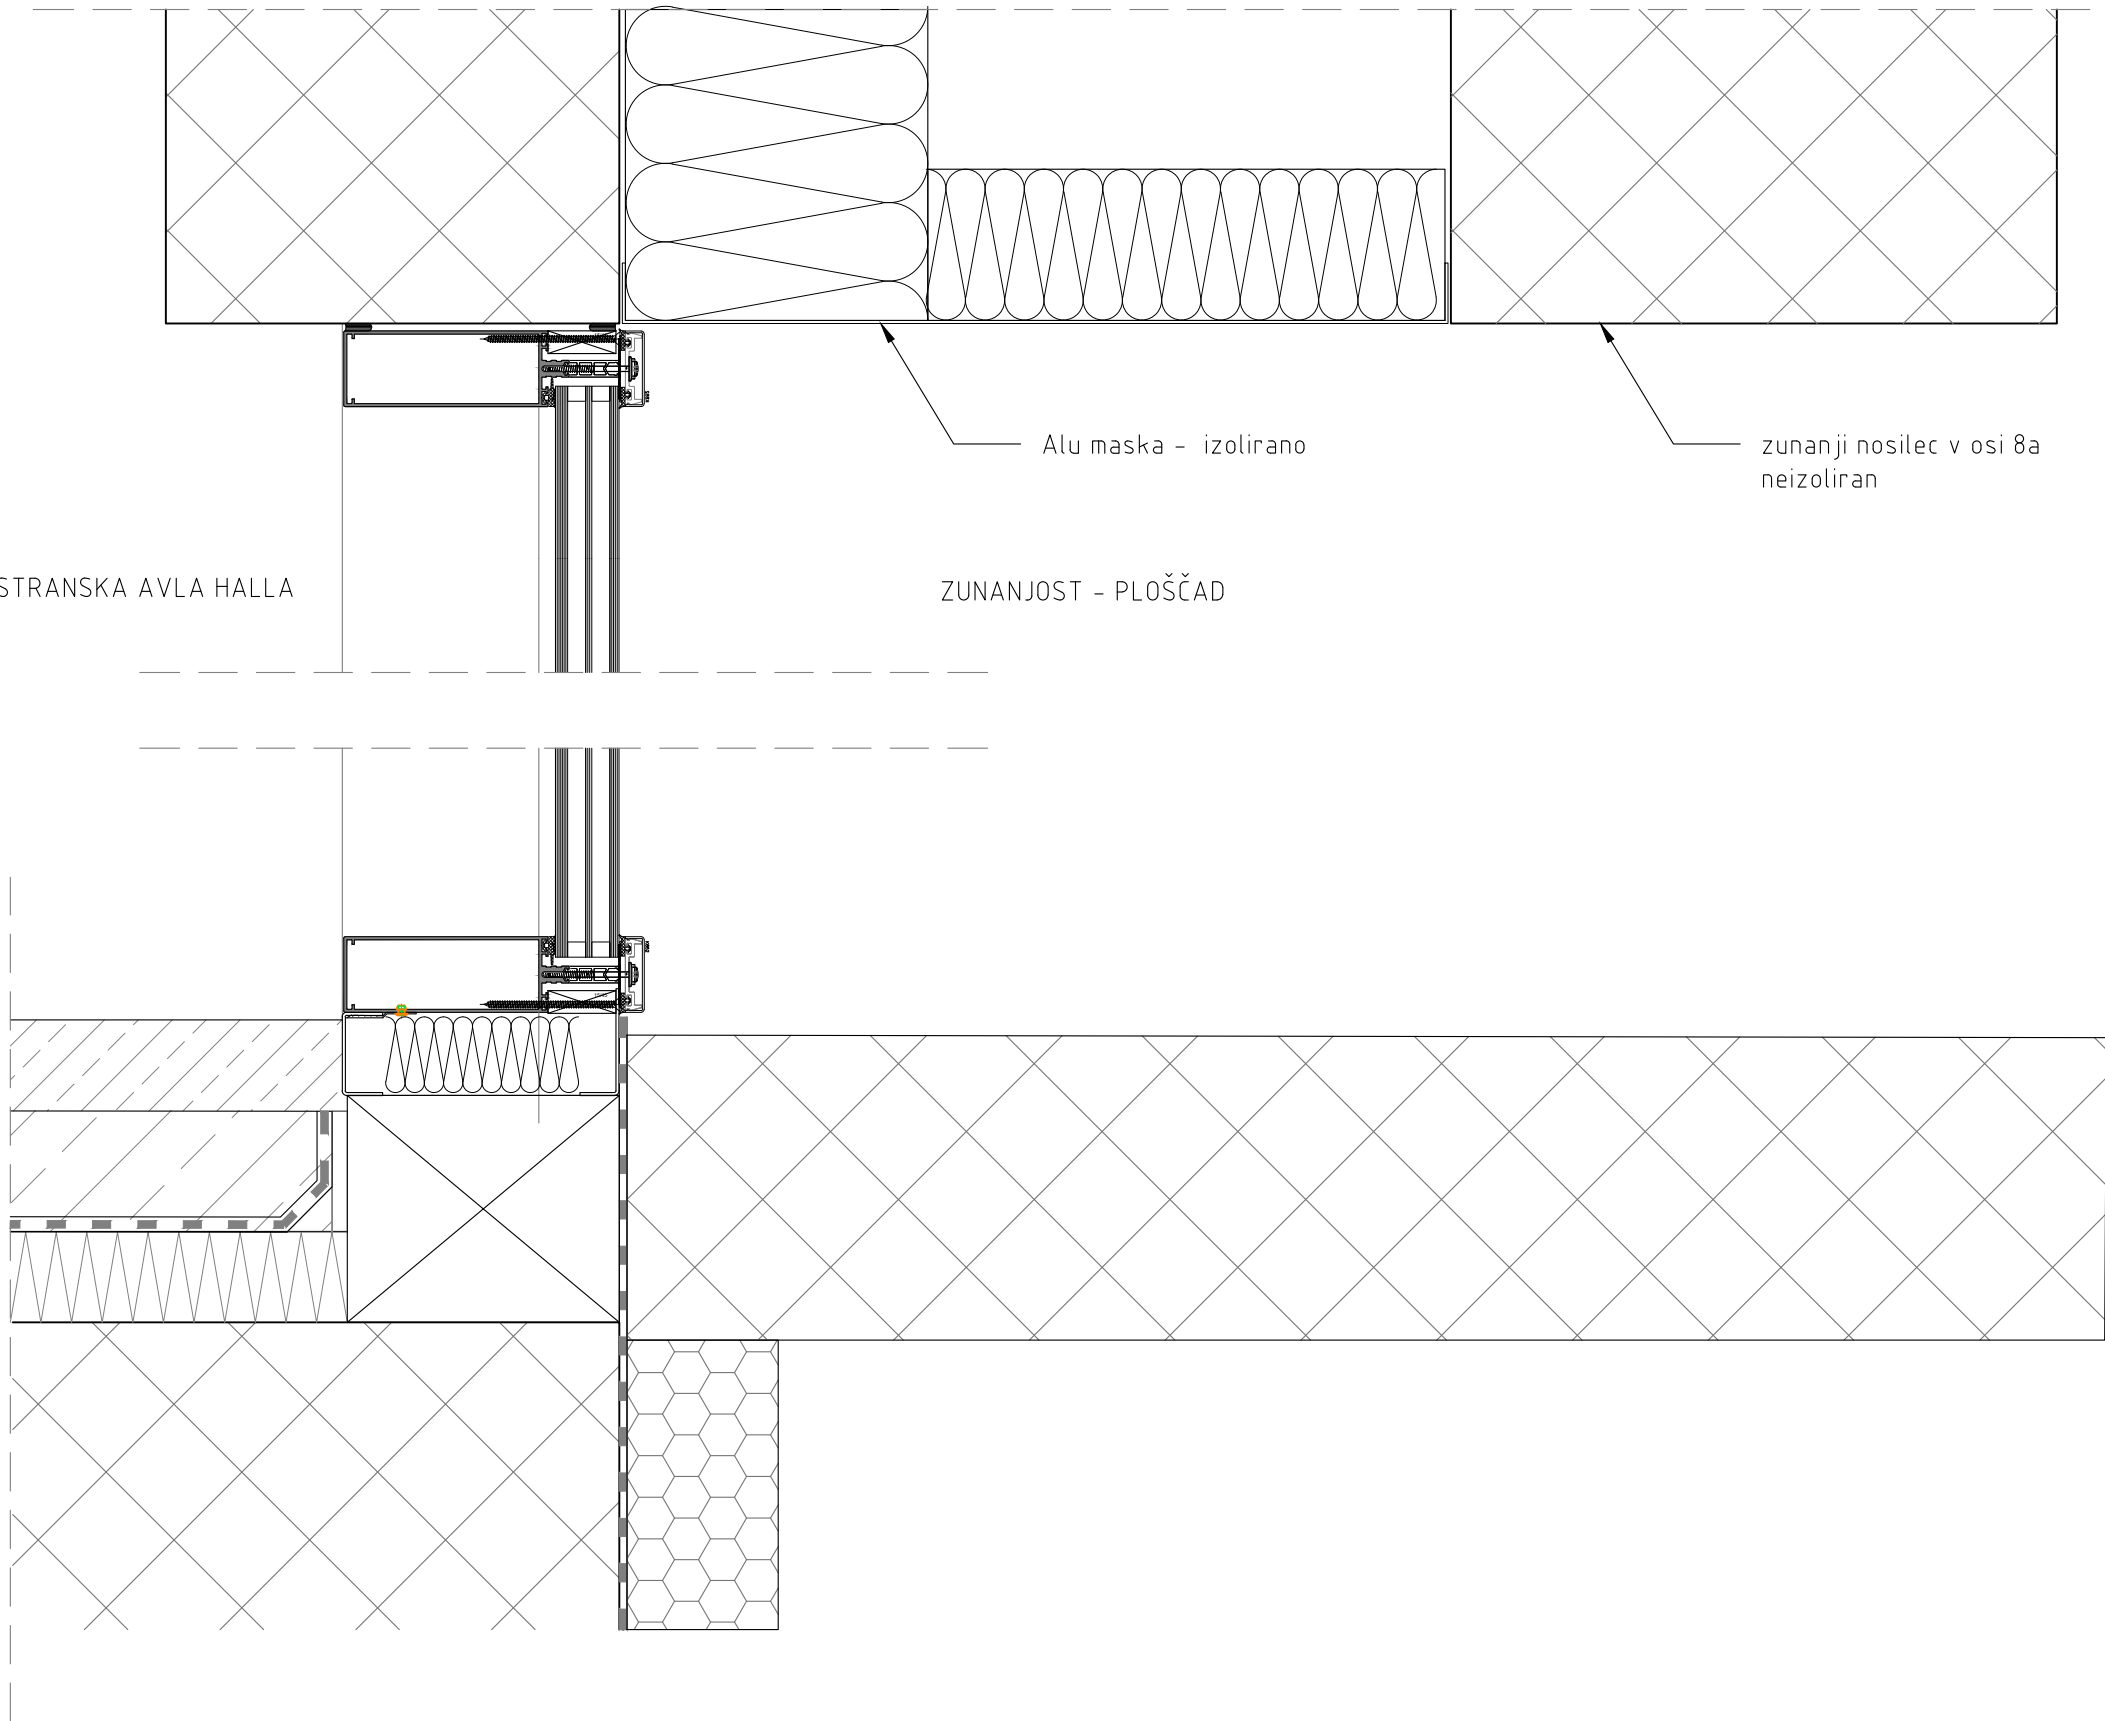 Alu maska - izolirano
zunanji nosilec v osi 8a
neizoliran
STRANSKA AVLA HALLA
ZUNANJOST - PLOŠČAD